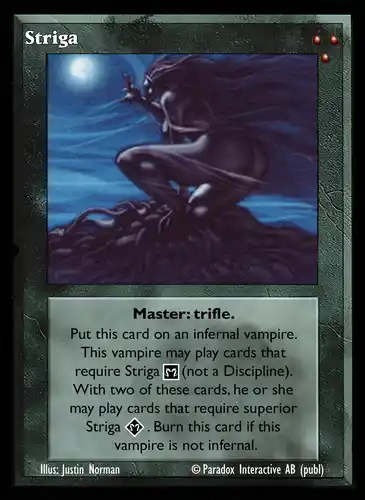 Striga
Master: trifle.
Put this card on an infernal vampire.
This vampire may play cards that
require Striga (not a Discipline).
With two of these cards, he or she
may play cards that require superior
Striga . Burn this card if this
vampire is not infernal.
Illus: Justin Norman © Paradox Interactive AB (publ)